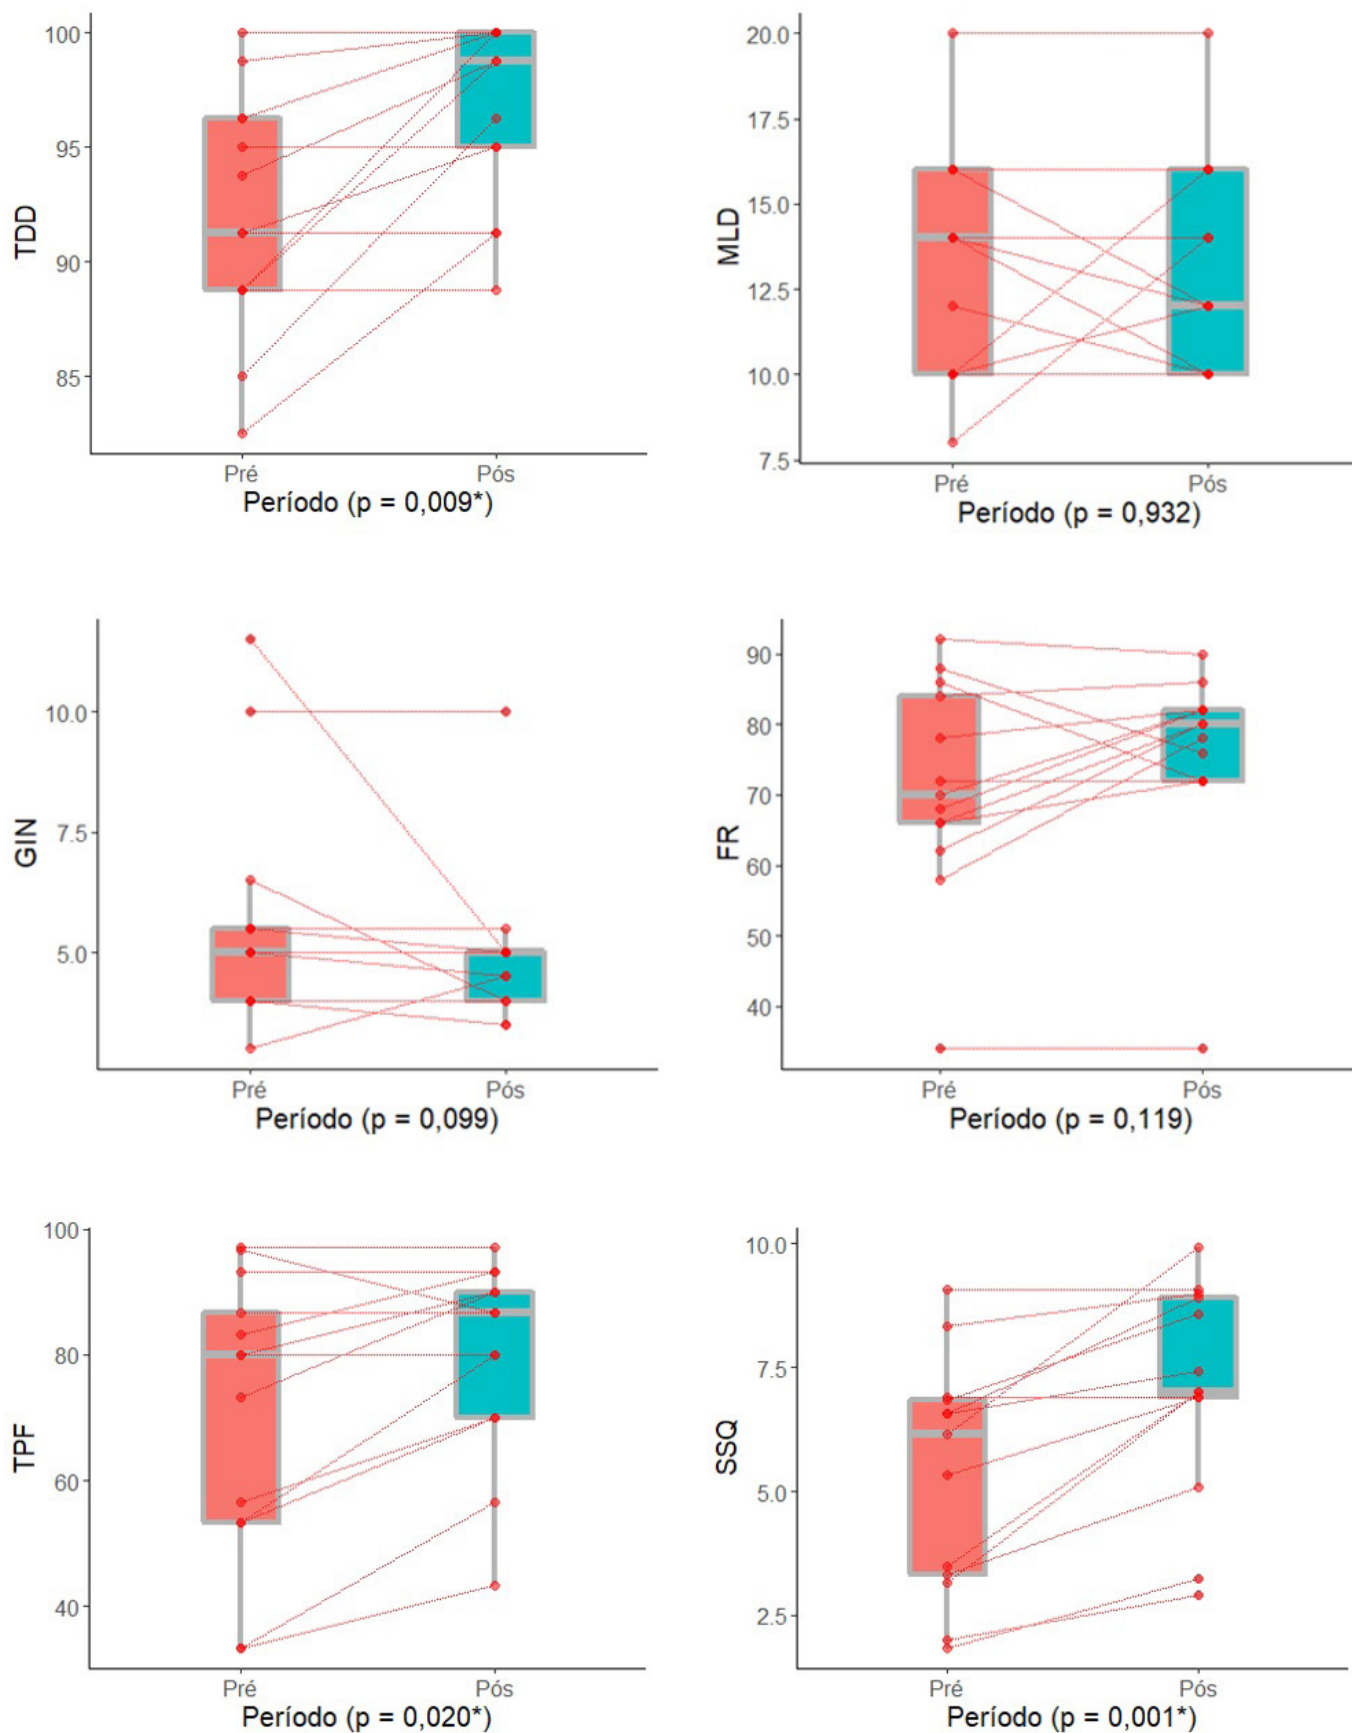 TDD
100
95
90
85
Pré Pós
Período (p = 0,009*)
MLD
20.0
17.5
15.0
12.5
10.0
7.5
Pré Pós
Período (p = 0,932)
GIN
10.0
7.5
5.0
Pré Pós
Período (p = 0,099)
FR
90
80
70
60
50
40
Pré Pós
Período (p = 0,119)
TPF
100
80
60
40
Pré Pós
Período (p = 0,020*)
SSQ
10.0
7.5
5.0
2.5
Pré Pós
Período (p = 0,001*)